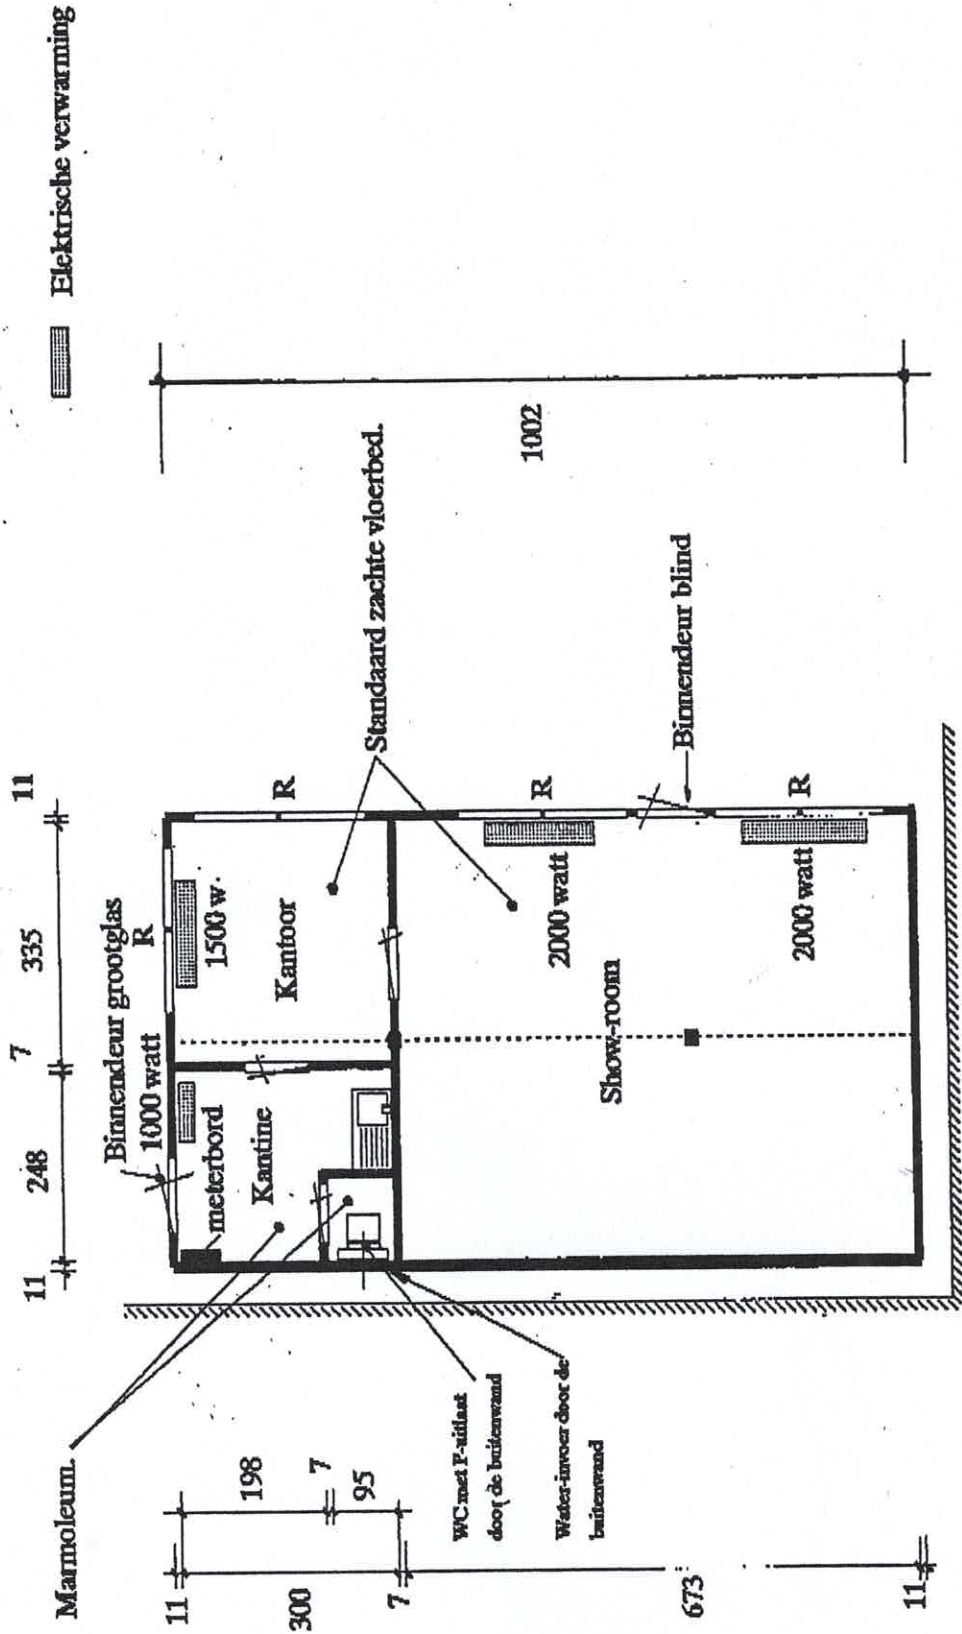 Elektrische verwarming
11
335
7
248
11
Binnendeur grootglas
R
1000 watt
1500 w.
R
meterbord
Kantine
Kantoor
Standaard zachte vloerbed.
1002
Binnendeur blind
R
2000 watt
R
2000 watt
Show-room
Marmoleum.
198
7
95
WC met P-uitlaat
door de buitenwand
Water-invoer door de
buitenwand
11
300
7
673
11